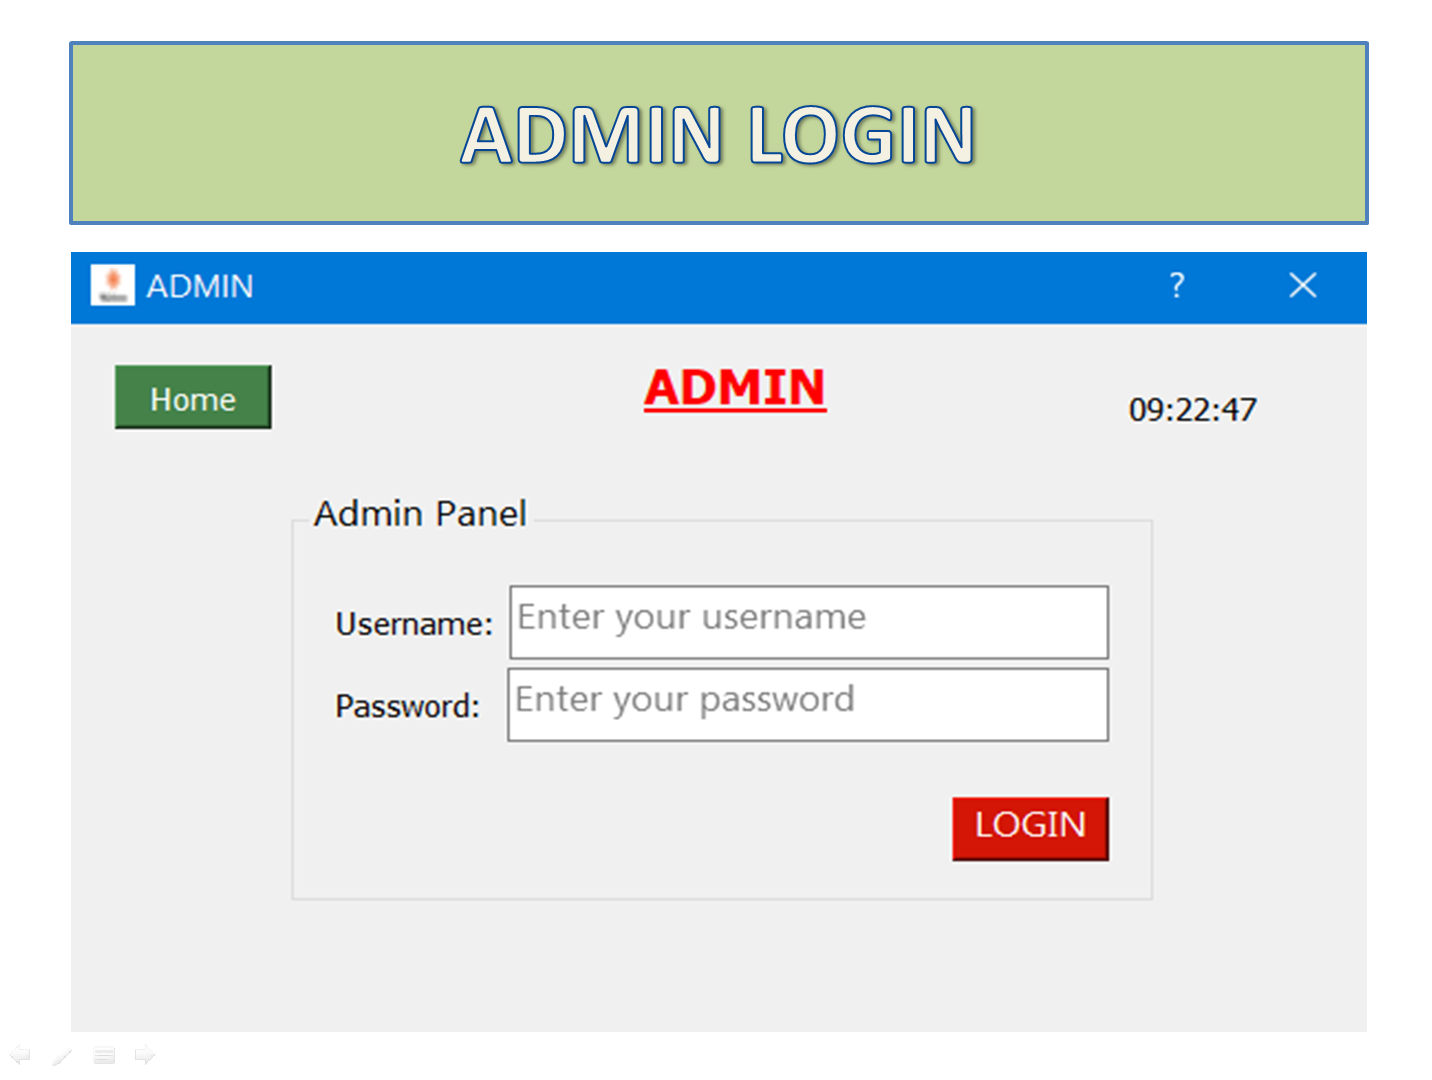 ADMIN LOGIN
ADMIN
?
Home
ADMIN
09:22:47
Admin Panel
Username: Enter your username
Password: Enter your password
LOGIN